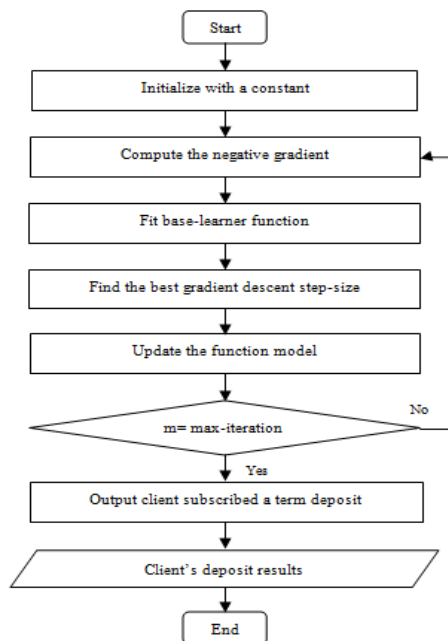 Start
Initialize with a constant
Compute the negative gradient
Fit base-learner function
Find the best gradient descent step-size
Update the function model
m= max-iteration
No
Yes
Output client subscribed a term deposit
Client's deposit results
End